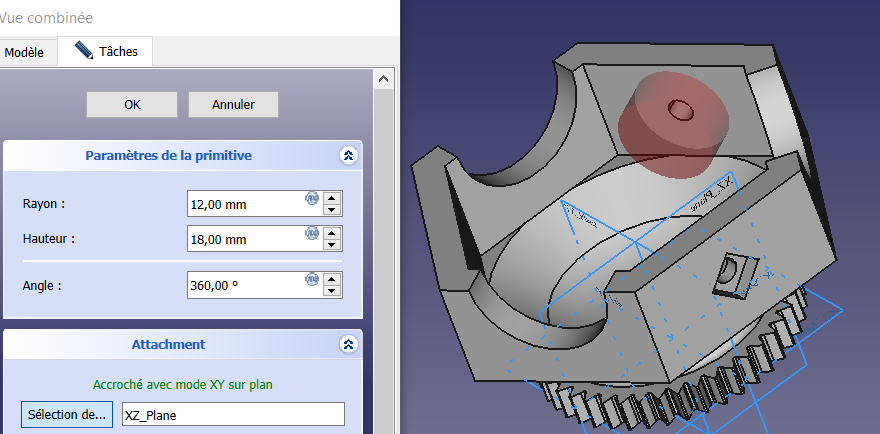 Vue combinée
Modèle
Tâches
OK
Annuler
Paramètres de la primitive
Rayon :
12,00 mm
Hauteur :
18,00 mm
Angle :
360,00 °
Attachment
Accroché avec mode XY sur plan
Sélection de...
XZ_Plane
XZ_Plane